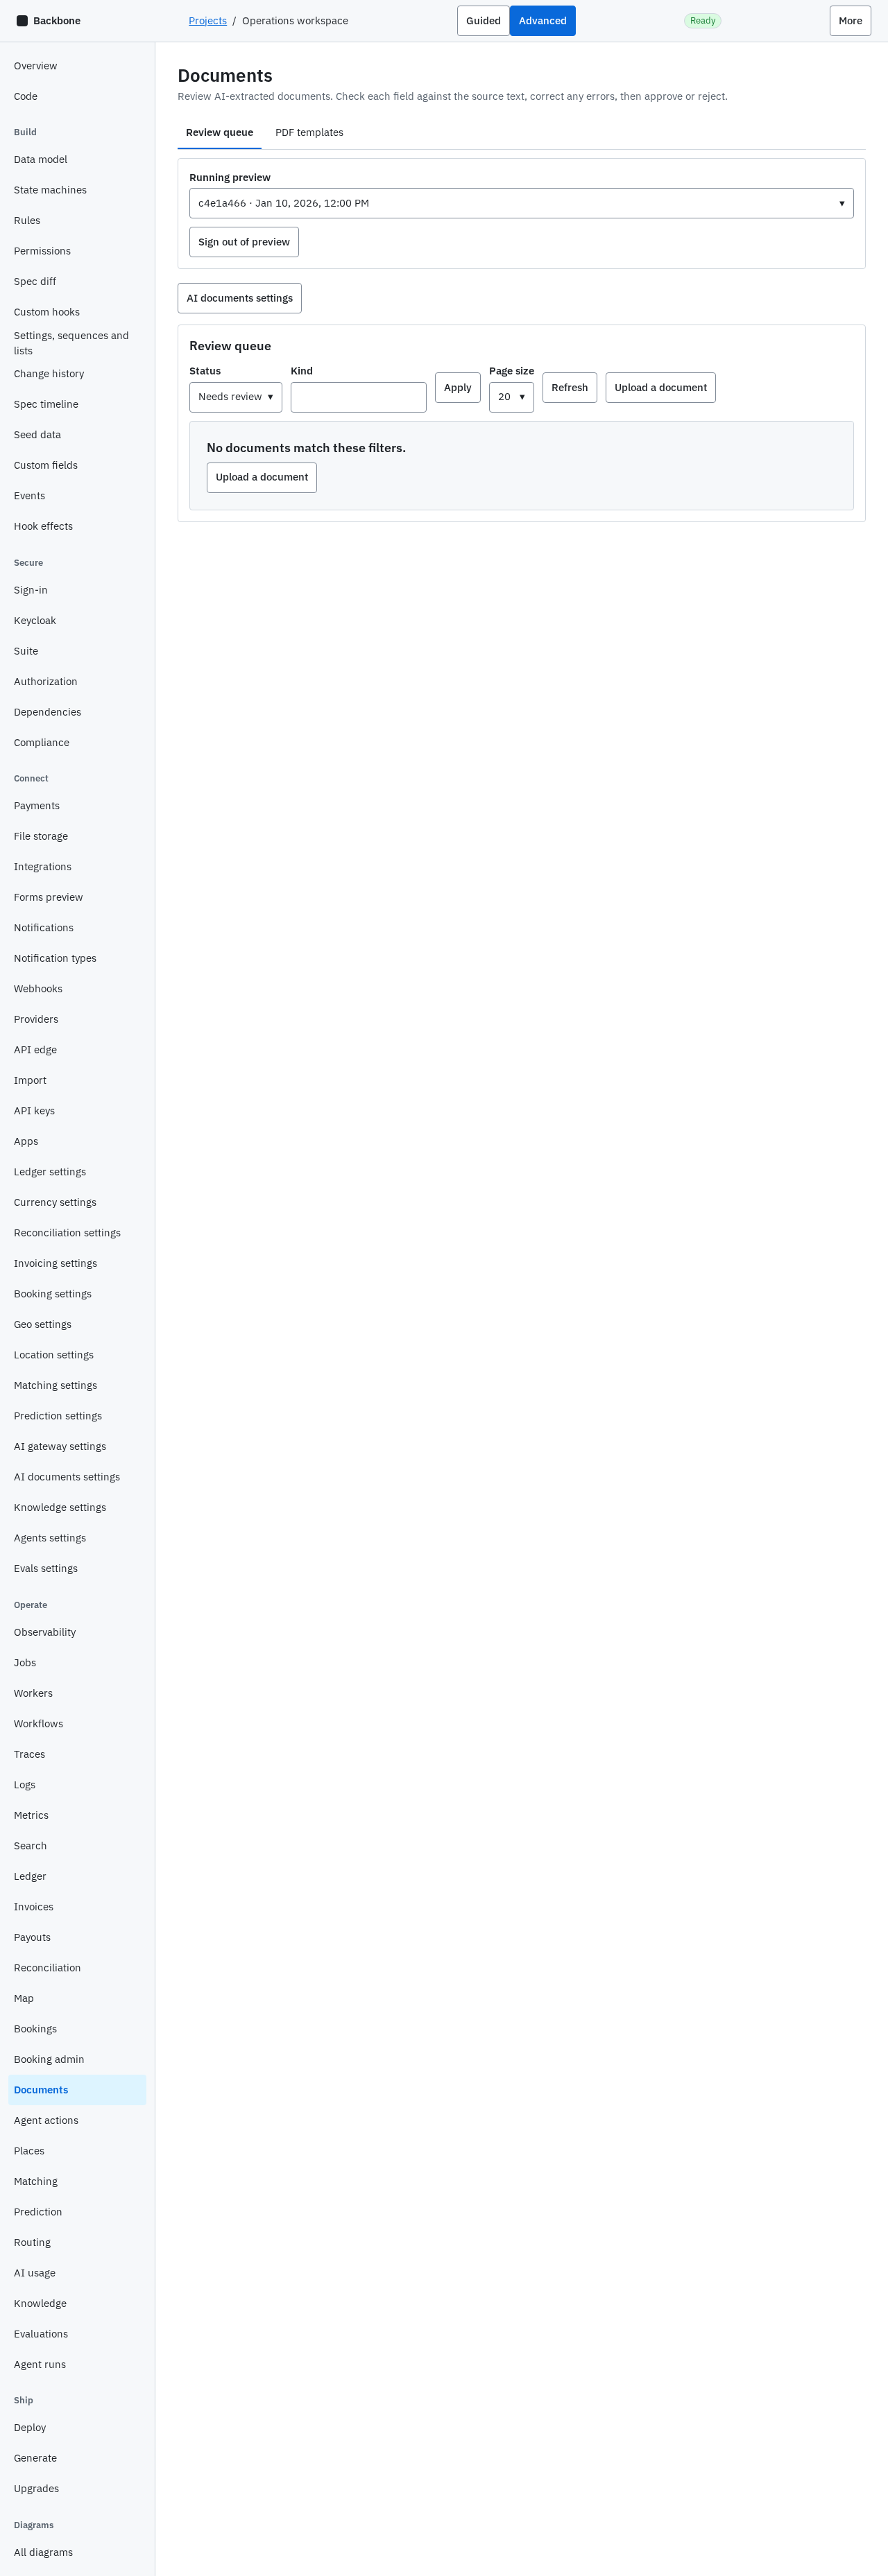 Backbone
Projects / Operations workspace
Guided
Advanced
Ready
More
Overview
Code
Build
Data model
State machines
Rules
Permissions
Spec diff
Custom hooks
Settings, sequences and
lists
Change history
Spec timeline
Seed data
Custom fields
Events
Hook effects
Secure
Sign-in
Keycloak
Suite
Authorization
Dependencies
Compliance
Connect
Payments
File storage
Integrations
Forms preview
Notifications
Notification types
Webhooks
Providers
API edge
Import
API keys
Apps
Ledger settings
Currency settings
Reconciliation settings
Invoicing settings
Booking settings
Geo settings
Location settings
Matching settings
Prediction settings
AI gateway settings
AI documents settings
Knowledge settings
Agents settings
Evals settings
Operate
Observability
Jobs
Workers
Workflows
Traces
Logs
Metrics
Search
Ledger
Invoices
Payouts
Reconciliation
Map
Bookings
Booking admin
Documents
Agent actions
Places
Matching
Prediction
Routing
AI usage
Knowledge
Evaluations
Agent runs
Ship
Deploy
Generate
Upgrades
Diagrams
All diagrams
Documents
Review AI-extracted documents. Check each field against the source text, correct any errors, then approve or reject.
Review queue
PDF templates
Running preview
c4e1a466 · Jan 10, 2026, 12:00 PM
Sign out of preview
AI documents settings
Review queue
Status
Kind
Page size
Needs review
Apply
20
Refresh
Upload a document
No documents match these filters.
Upload a document